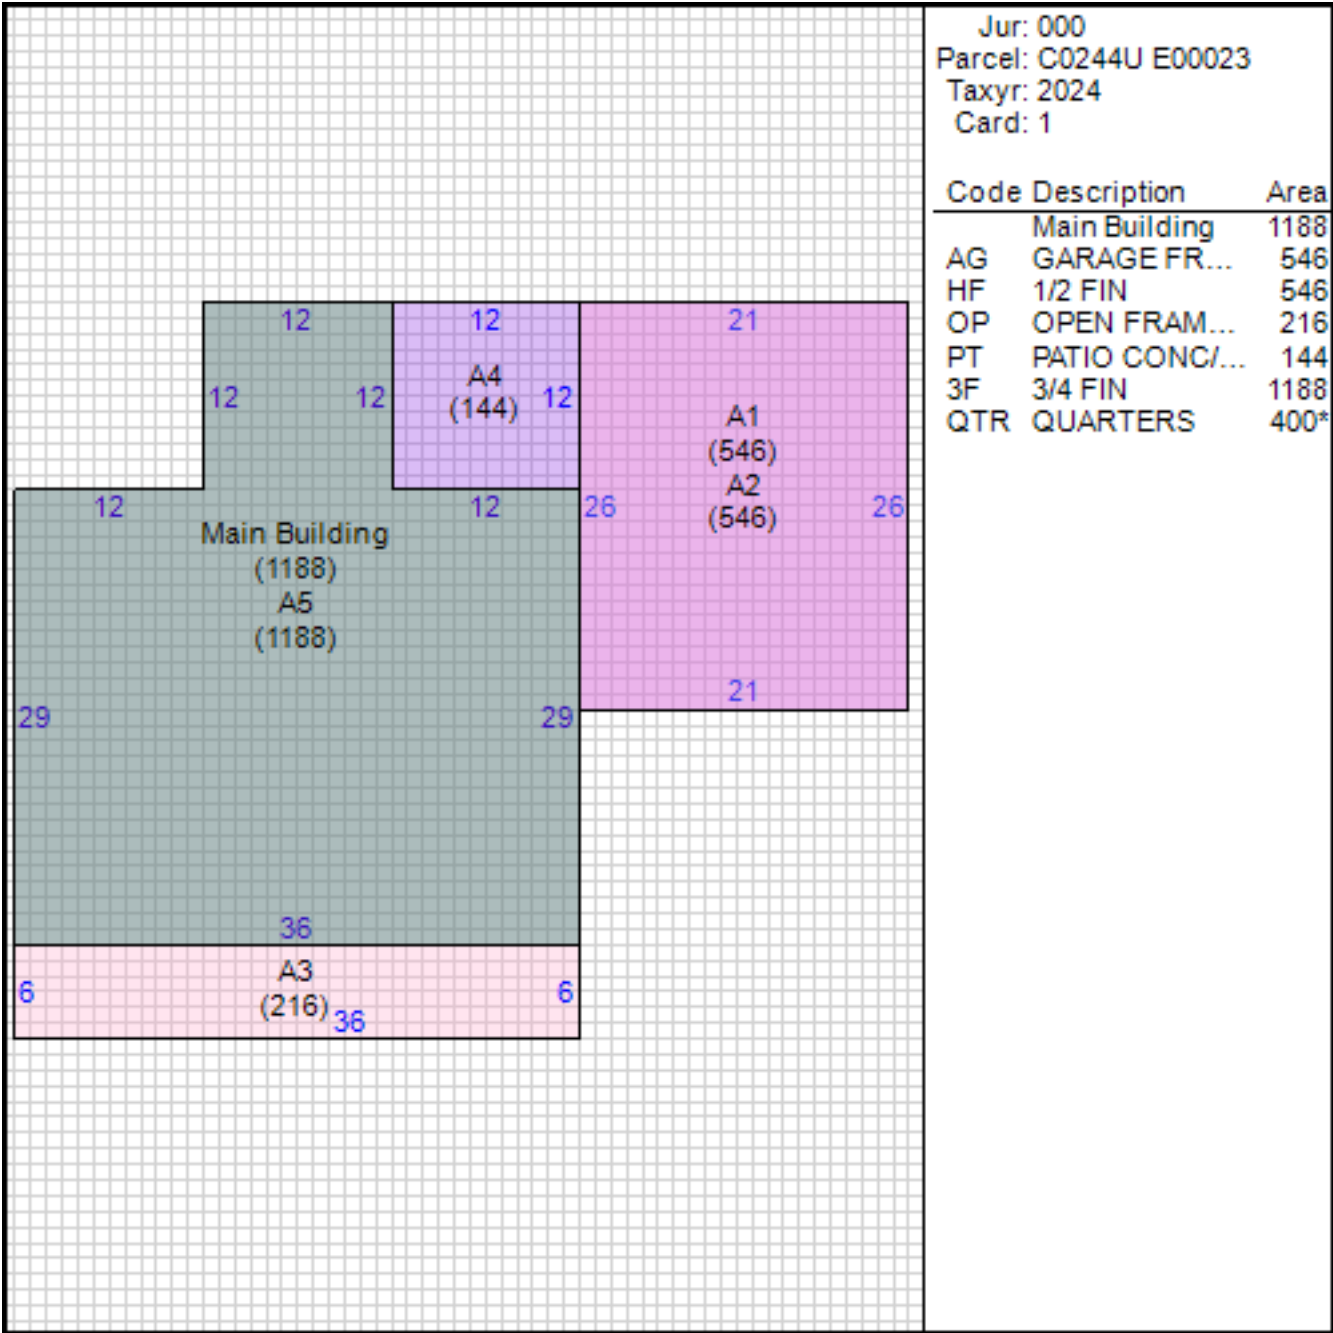 Jur: 000
Parcel: C0244U E00023
Taxyr: 2024
Card: 1
Code Description Area
Main Building 1188
AG GARAGE FR... 546
HF 1/2 FIN 546
OP OPEN FRAM... 216
PT PATIO CONC/... 144
3F 3/4 FIN 1188
QTR QUARTERS 400*
12 12 21
A4
(144)
12 12 12
A1
(546)
A2
(546)
12 12 26 26
Main Building
(1188)
A5
(1188)
21
29 29
36
A3
(216)
6 6
36